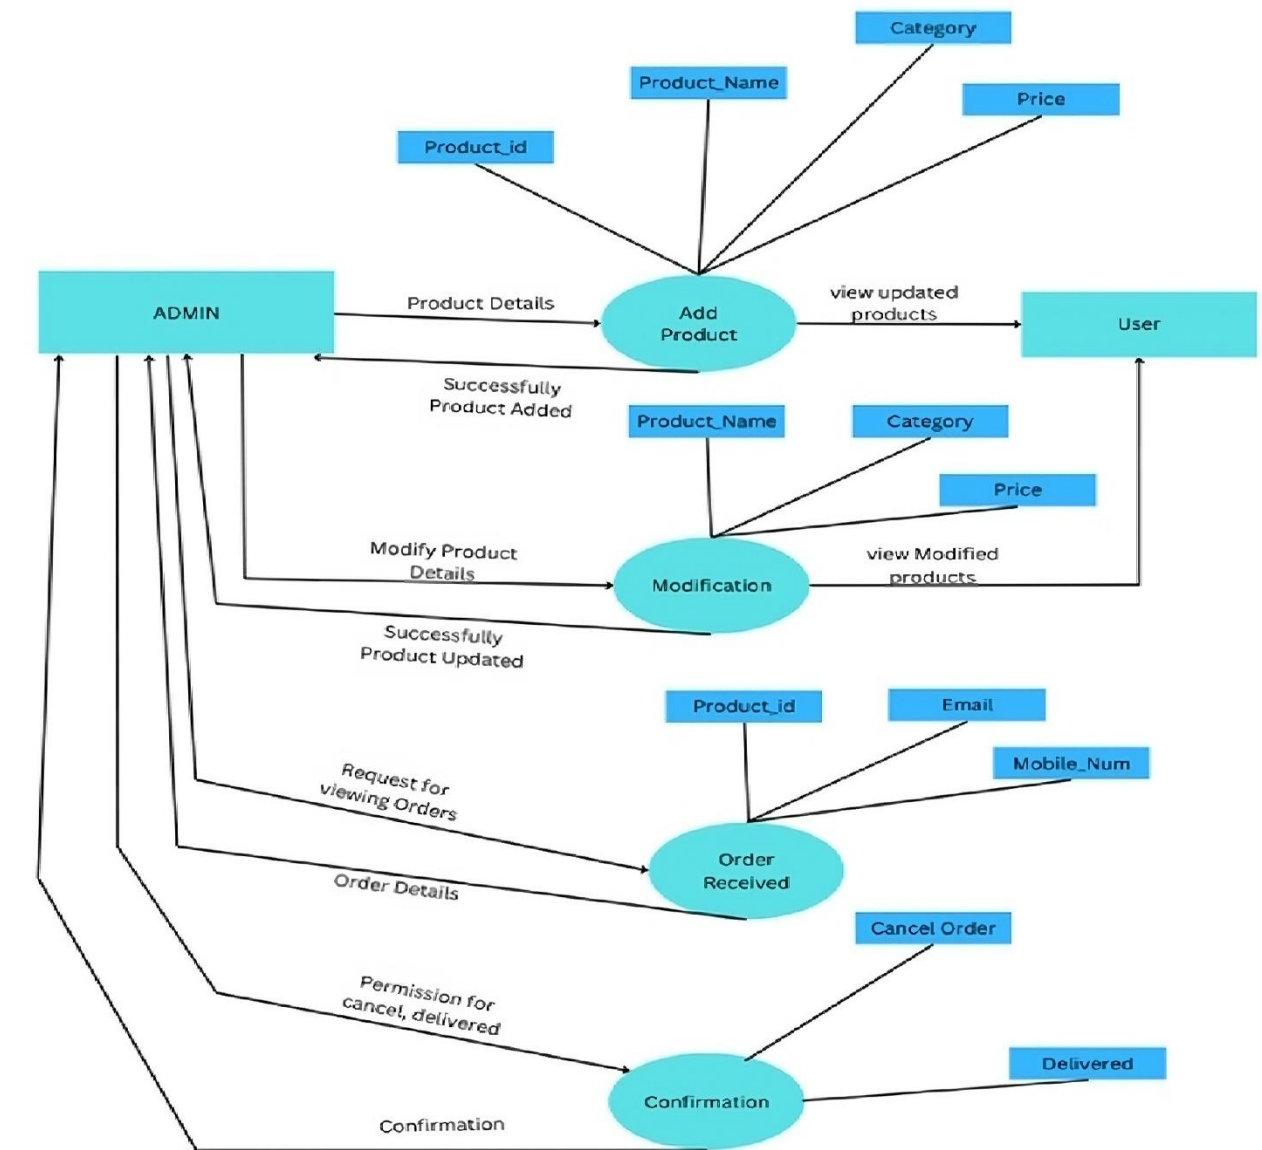 Category
Product_Name
Price
Product_id
ADMIN
Product Details
Add
Product
view updated
products
User
Successfully
Product Added
Product_Name
Category
Price
Modify Product
Details
Modification
view Modified
products
Successfully
Product Updated
Product_id
Email
Mobile_Num
Request for
viewing Orders
Order
Received
Order Details
Cancel Order
Permission for
cancel, delivered
Delivered
Confirmation
Confirmation